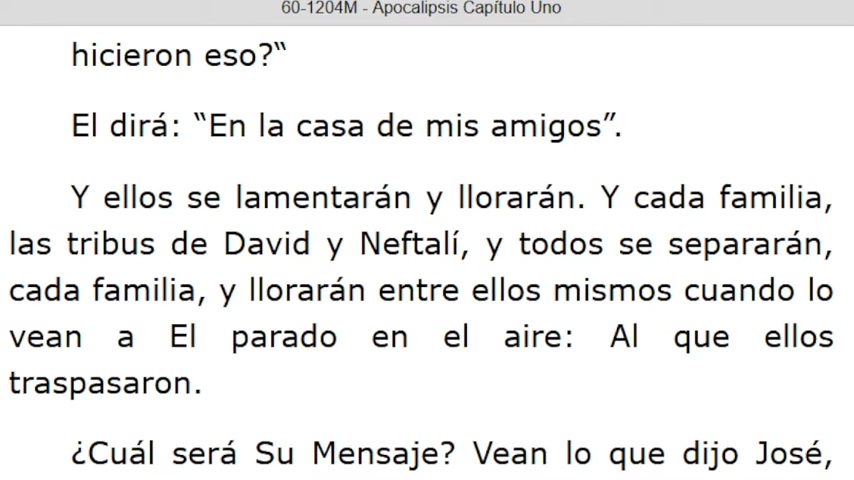 60-1204M - Apocalipsis Capítulo Uno
hicieron eso?“
El dirá: “En la casa de mis amigos”.
Y ellos se lamentarán y llorarán. Y cada familia,
las tribus de David y Neftalí, y todos se separarán,
cada familia, y llorarán entre ellos mismos cuando lo
vean a El parado en el aire: Al que ellos
traspasaron.
¿Cuál será Su Mensaje? Vean lo que dijo José,